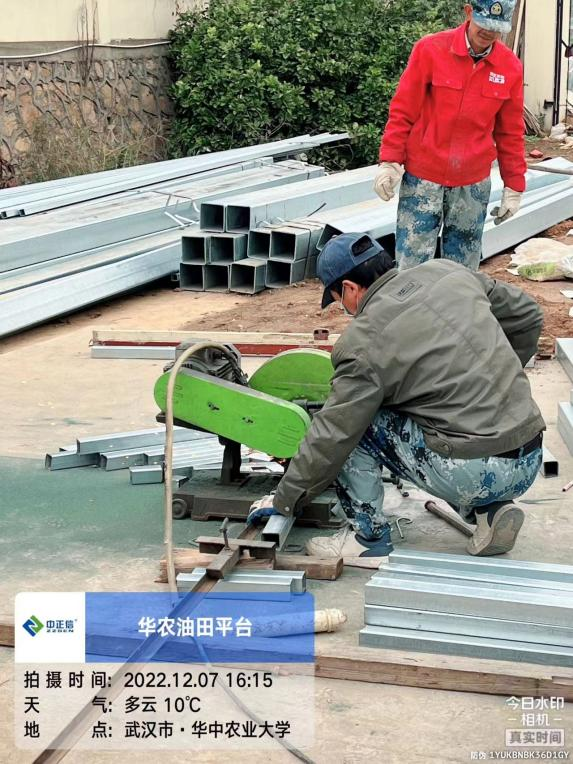 中正信
ZZSEN
华农油田平台
拍摄时间：2022.12.07 16:15
天 气：多云 10℃
地 点：武汉市·华中农业大学
今日水印
相机
真实时间
防伪 1YUKBNBK36D1GY